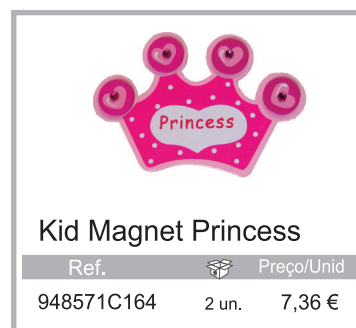 Princess
Kid Magnet Princess
Ref. Preço/Unid
948571C164 2 un. 7,36 €